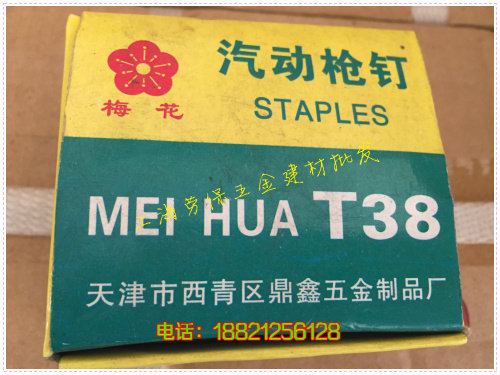 汽动枪钉
梅花
STAPLES
上海劳保五金建材批发
MEI HUA T38
天津市西青区鼎鑫五金制品厂
电话：18821256128